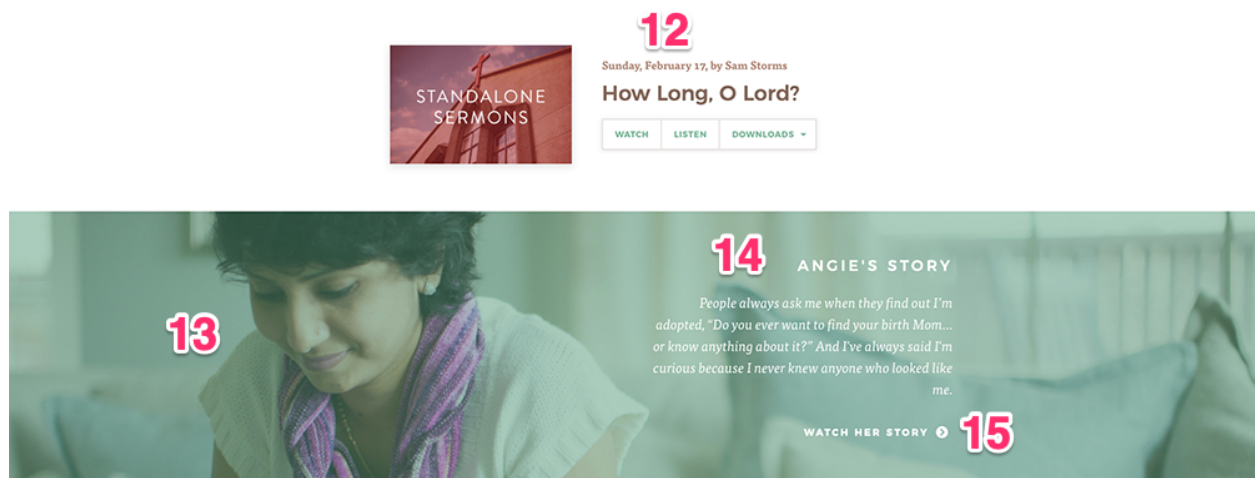 12
STANDALONE
SERMONS
Sunday, February 17, by Sam Storms
How Long, O Lord?
WATCH LISTEN DOWNLOADS
13
14
ANGIE'S STORY
People always ask me when they find out I'm
adopted, "Do you ever want to find your birth Mom...
or know anything about it?" And I've always said I'm
curious because I never knew anyone who looked like
me.
WATCH HER STORY
15